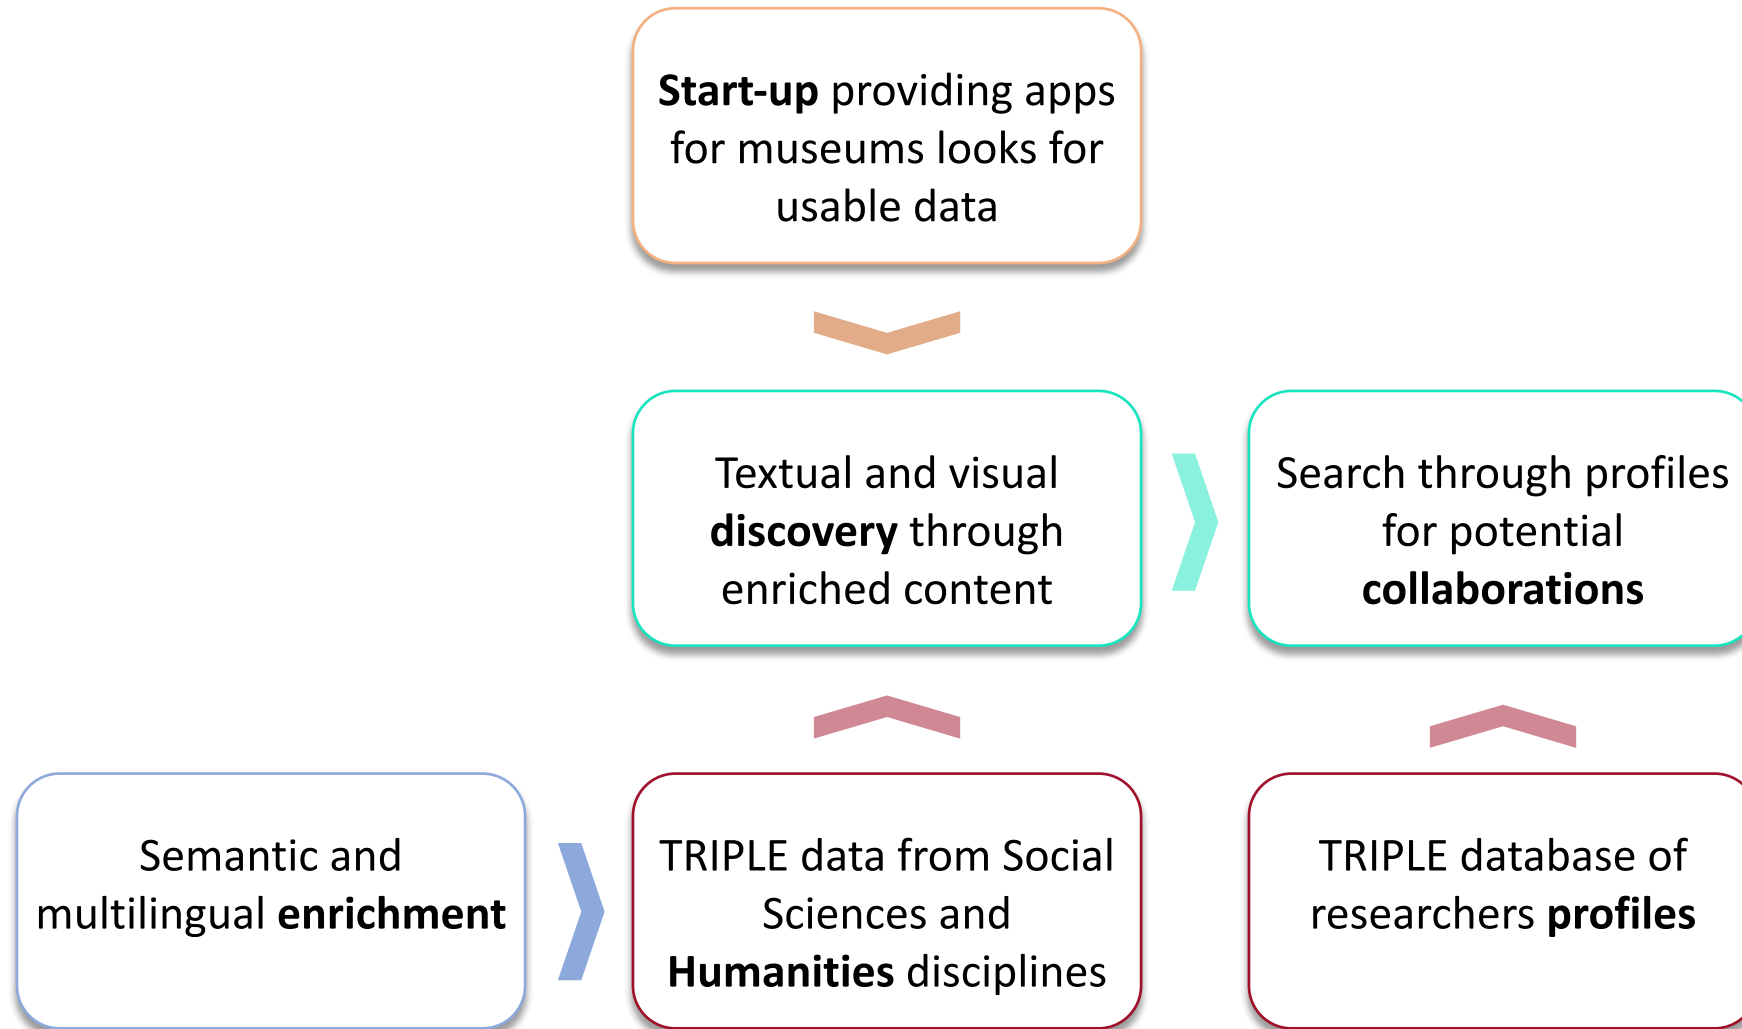 Start-up providing apps
for museums looks for
usable data
Textual and visual
discovery through
enriched content
Search through profiles
for potential
collaborations
Semantic and
multilingual enrichment
TRIPLE data from Social
Sciences and
Humanities disciplines
TRIPLE database of
researchers profiles